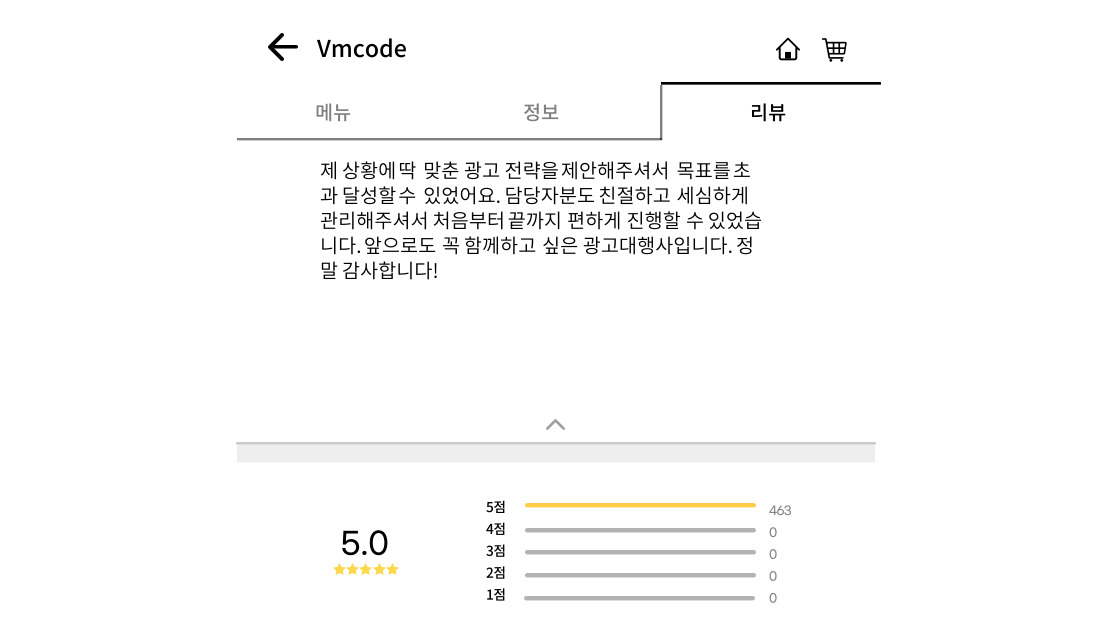 Vmcode
메뉴 정보 리뷰
제 상황에 딱 맞춘 광고 전략을 제안해주셔서 목표를 초
과 달성할 수 있었어요. 담당자분도 친절하고 세심하게
관리해주셔서 처음부터 끝까지 편하게 진행할 수 있었습
니다. 앞으로도 꼭 함께하고 싶은 광고대행사입니다. 정
말 감사합니다!
5점 463
4점 0
5.0
3점 0
2점 0
1점 0